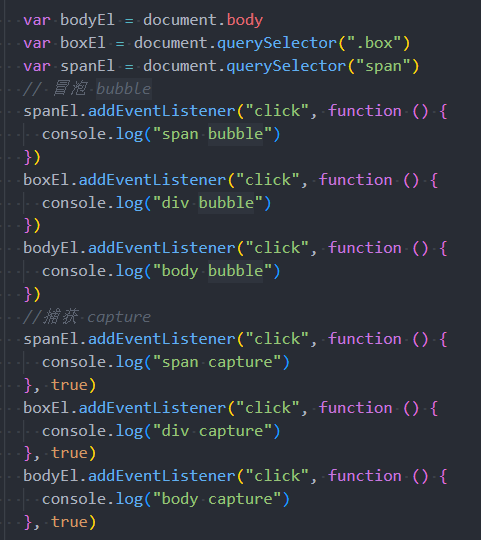 var bodyEl = document.body
var boxEl = document.querySelector(".box")
var spanEl = document.querySelector("span")
// 冒泡 bubble
spanEl.addEventListener("click", function () {
  console.log("span bubble")
})
boxEl.addEventListener("click", function () {
  console.log("div bubble")
})
bodyEl.addEventListener("click", function () {
  console.log("body bubble")
})
//捕获 capture
spanEl.addEventListener("click", function () {
  console.log("span capture")
}, true)
boxEl.addEventListener("click", function () {
  console.log("div capture")
}, true)
bodyEl.addEventListener("click", function () {
  console.log("body capture")
}, true)